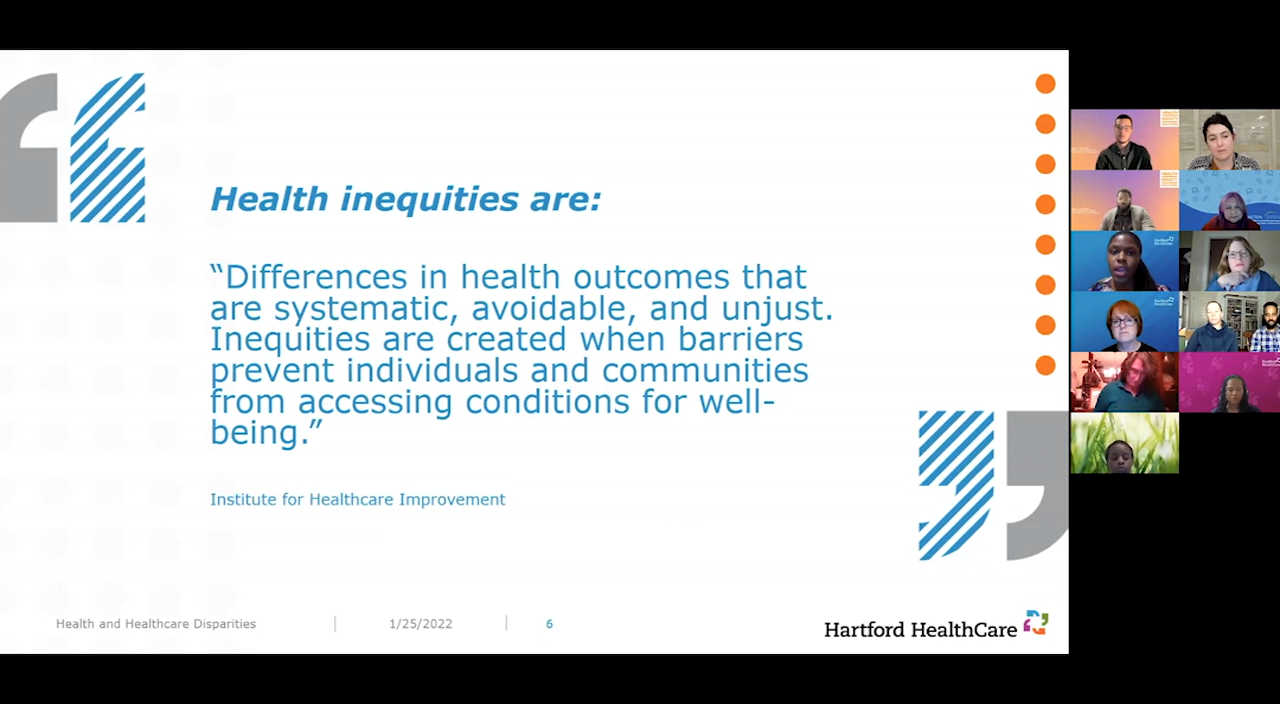 Health inequities are:
“Differences in health outcomes that
are systematic, avoidable, and unjust.
Inequities are created when barriers
prevent individuals and communities
from accessing conditions for well-
being.”
Institute for Healthcare Improvement
Health and Healthcare Disparities
1/25/2022
6
Hartford HealthCare